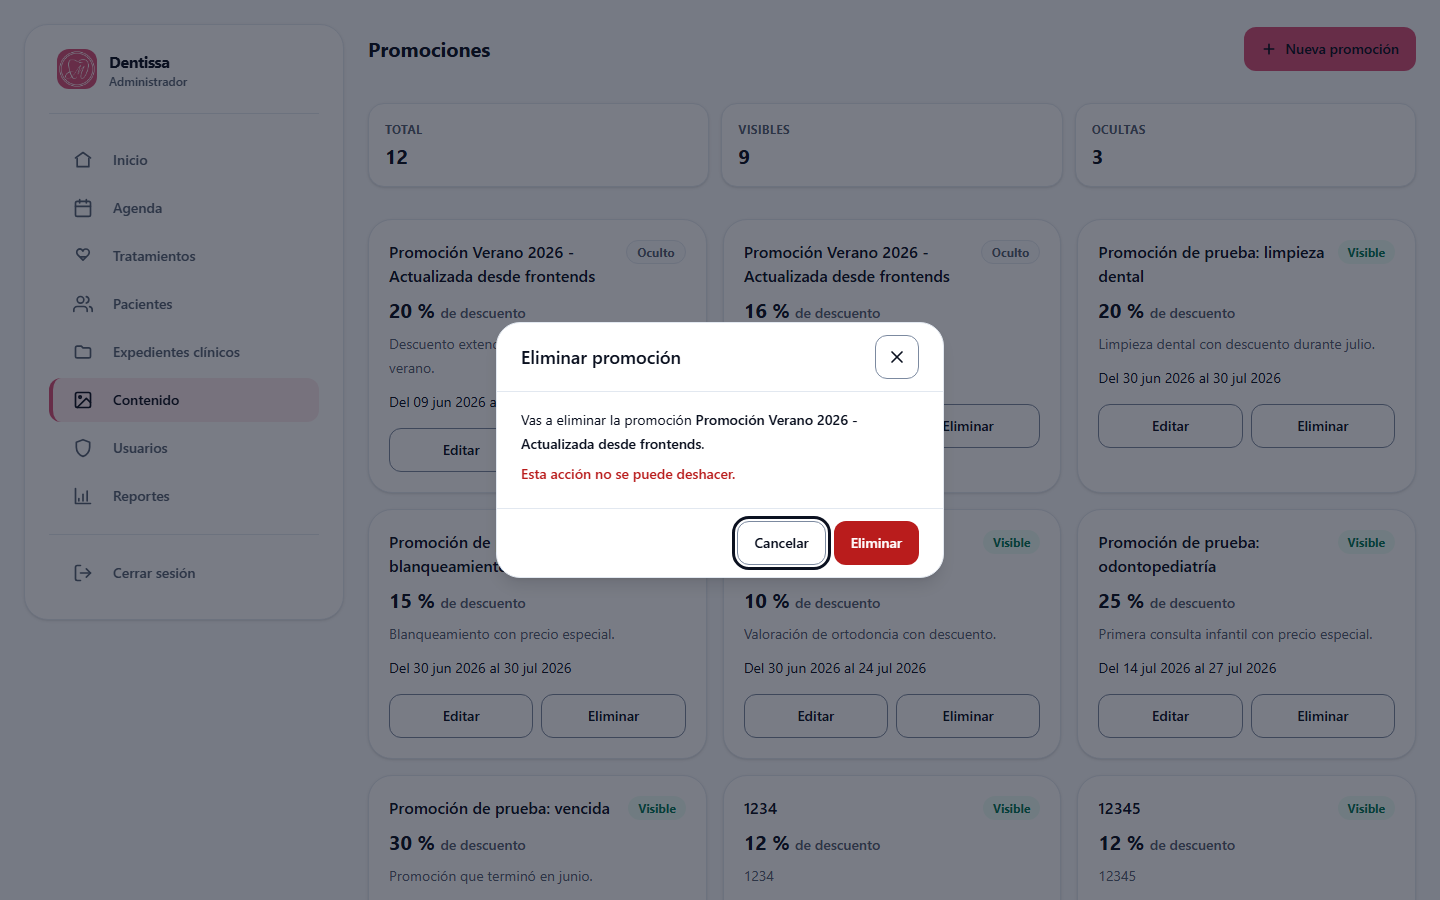 Dentissa
Administrador
Inicio
Agenda
Tratamientos
Pacientes
Expedientes clínicos
Contenido
Usuarios
Reportes
Cerrar sesión
Promociones
+ Nueva promoción
TOTAL
12
VISIBLES
9
OCULTAS
3
Promoción Verano 2026 -
Actualizada desde frontends
Oculto
20 % de descuento
verano.
Editar
Promoción Verano 2026 -
Actualizada desde frontends
Oculto
16 % de descuento
Eliminar
Promoción de prueba: limpieza
dental
Visible
20 % de descuento
Limpieza dental con descuento durante julio.
Del 30 jun 2026 al 30 jul 2026
Editar
Eliminar
Eliminar promoción
Vas a eliminar la promoción Promoción Verano 2026 -
Actualizada desde frontends.
Esta acción no se puede deshacer.
Cancelar
Eliminar
Promoción de
15 % de descuento
Blanqueamiento con precio especial.
Del 30 jun 2026 al 30 jul 2026
Editar
Eliminar
Visible
10 % de descuento
Valoración de ortodoncia con descuento.
Del 30 jun 2026 al 24 jul 2026
Editar
Eliminar
Promoción de prueba:
odontopediatría
Visible
25 % de descuento
Primera consulta infantil con precio especial.
Del 14 jul 2026 al 27 jul 2026
Editar
Eliminar
Promoción de prueba: vencida
Visible
30 % de descuento
Promoción que terminó en junio.
1234
Visible
12 % de descuento
1234
12345
Visible
12 % de descuento
12345